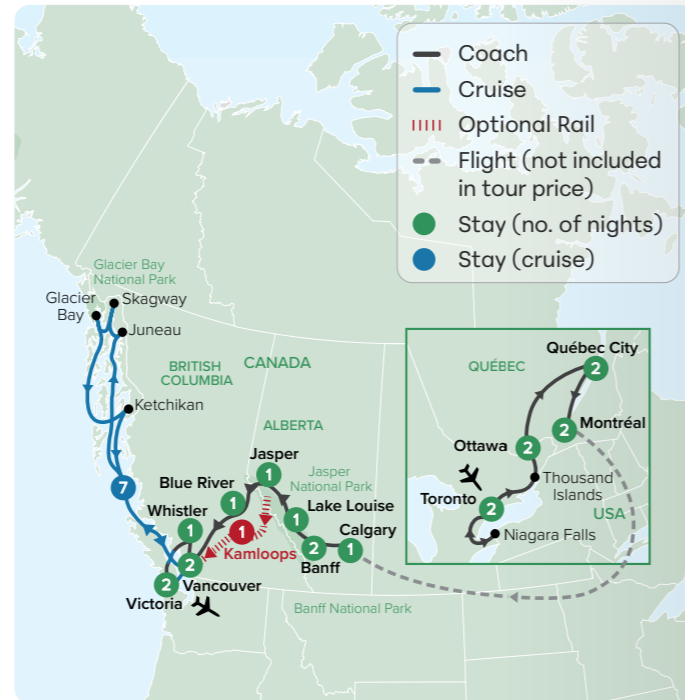 Coach
Cruise
Optional Rail
Flight (not included
in tour price)
Stay (no. of nights)
Stay (cruise)
Glacier Bay
National Park
Glacier
Bay
Skagway
Juneau
BRITISH
COLUMBIA
CANADA
Ketchikan
ALBERTA
Jasper
1
Jasper
National Park
Blue River
1
Lake Louise
1
7
Whistler
1
1
Kamloops
Calgary
1
2
Banff
2
Vancouver
2
Victoria
Banff National Park
Québec City
2
QUÉBEC
Montréal
2
Ottawa
2
Thousand
Islands
Toronto
2
USA
Niagara Falls